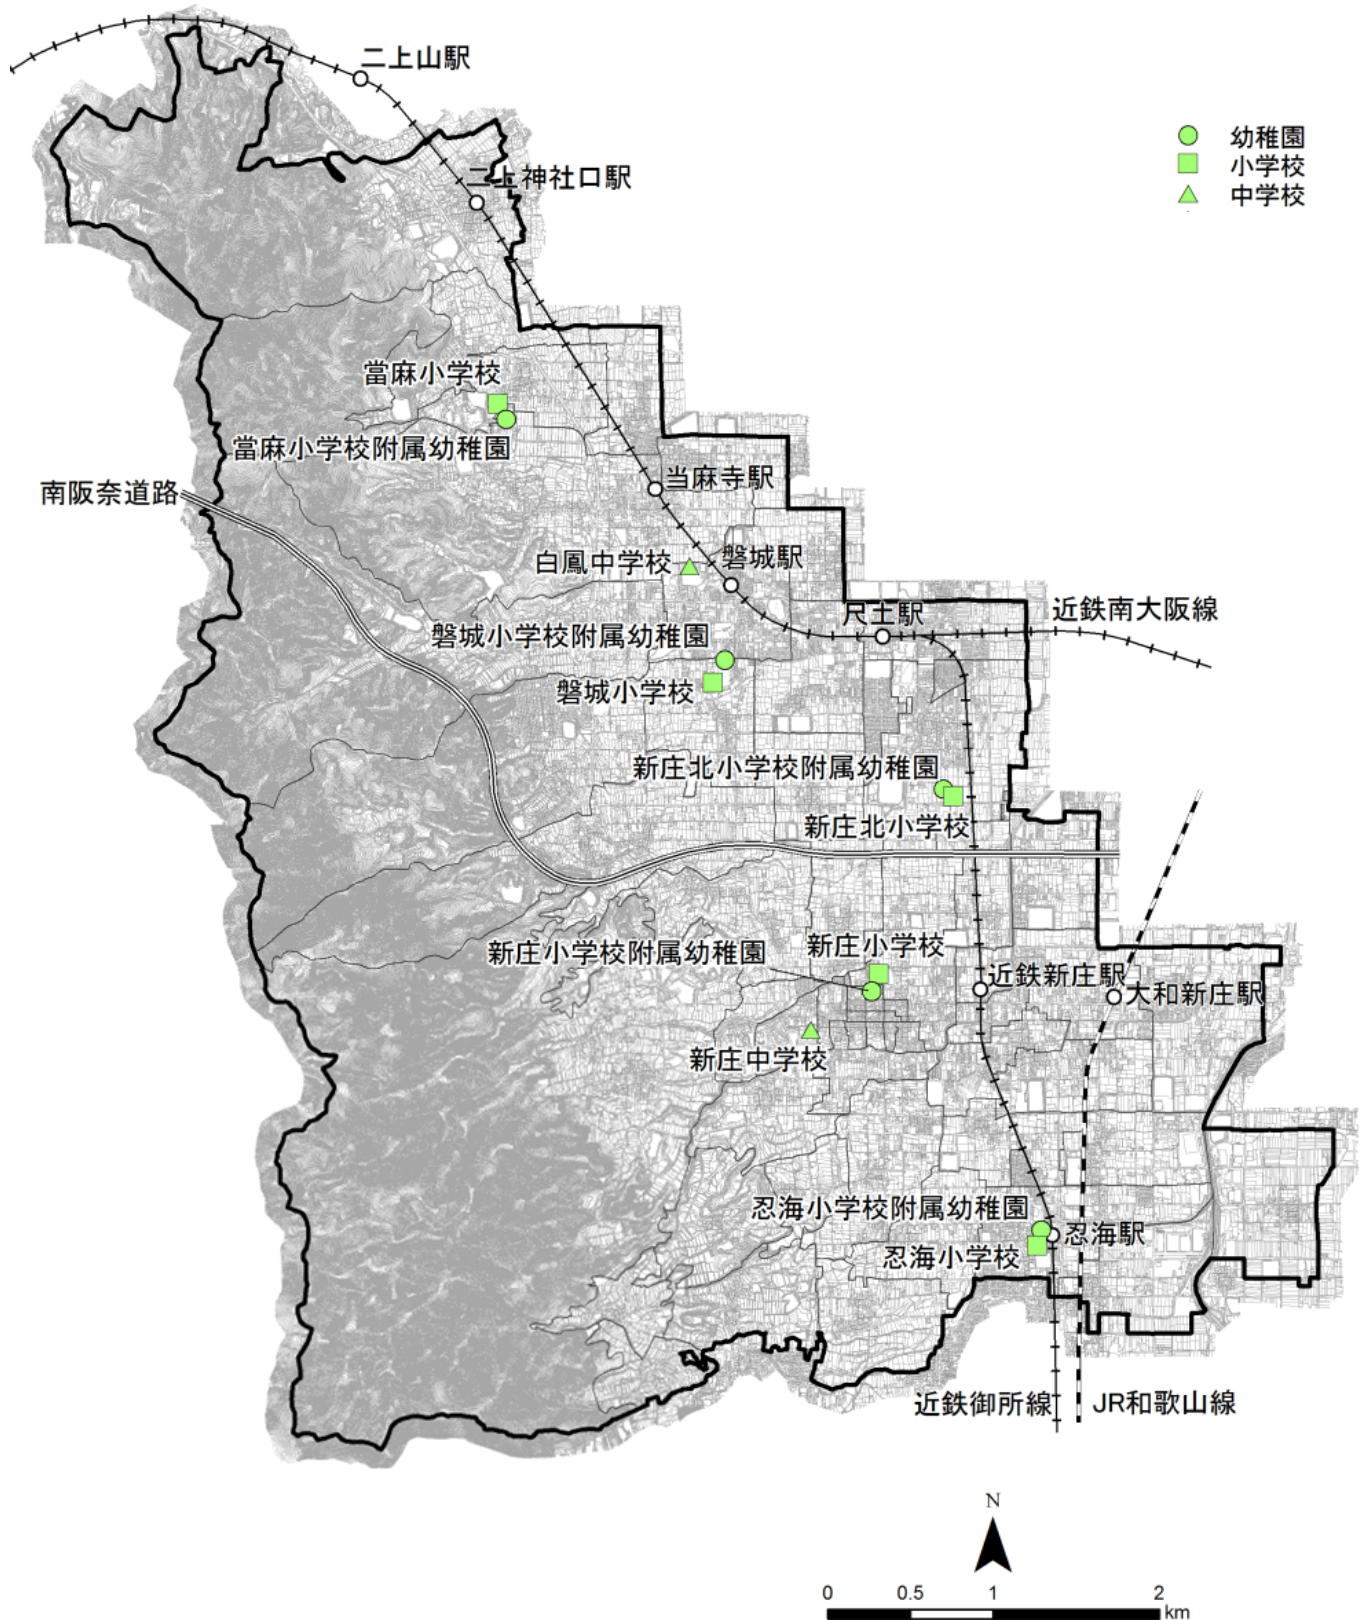 二上山駅
幼稚園
小学校
中学校
二上神社口駅
當麻小学校
當麻小学校附属幼稚園
南阪奈道路
当麻寺駅
白鳳中学校
磐城駅
尺土駅
近鉄南大阪線
磐城小学校附属幼稚園
磐城小学校
新庄北小学校附属幼稚園
新庄北小学校
新庄小学校附属幼稚園
新庄小学校
近鉄新庄駅
大和新庄駅
新庄中学校
忍海小学校附属幼稚園
忍海駅
忍海小学校
近鉄御所線
JR和歌山線
N
0 0.5 1 2
km